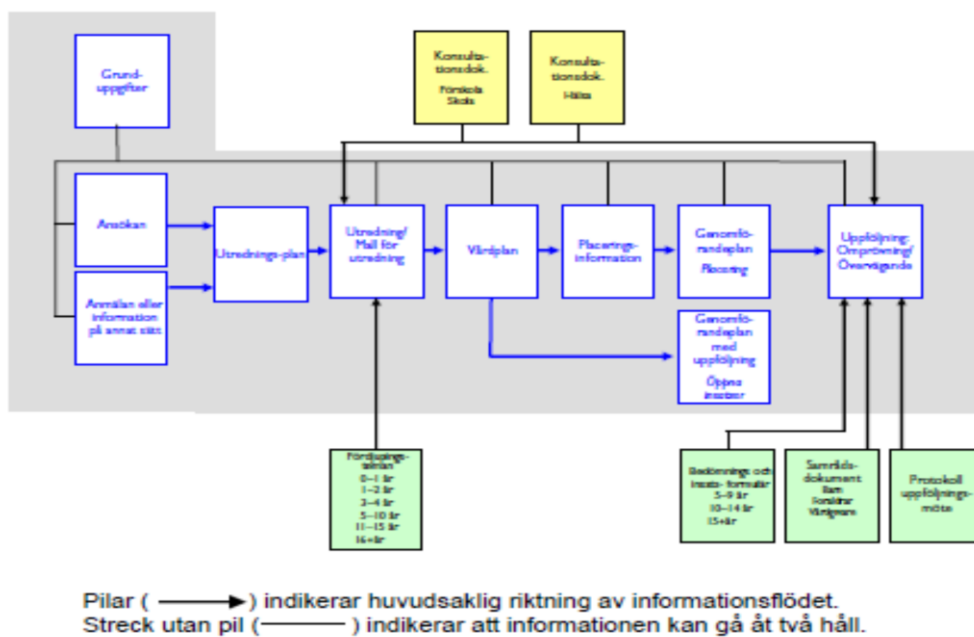 Grund-
uppgifter
Konsulta-
tionsdok.
Förskola
Skola
Konsulta-
tionsdok.
Hälsa
Ansökan
Anmälan eller
information
på annat sätt
Utrednings-plan
Utredning/
Mall för
utredning
Vårdplan
Placerings-
information
Genomfö-
randeplan
Placering
Uppföljning:
Omprövning/
Övervägande
Genomfö-
randeplan
med
uppföljning
Öppna
insatser
Fördjupnings-
0–1 år
1–2 år
3–4 år
5–10 år
11–15 år
16+år
Bedömnings och
insats- formulär
5–9 år
10–14 år
15+år
Samråds-
dokument
Barn
Föräldrar
Vårdgivare
Protokoll
uppföljnings-
möte
Pilar ( ) indikerar huvudsaklig riktning av informationsflödet.
Streck utan pil ( ) indikerar att informationen kan gå åt två håll.